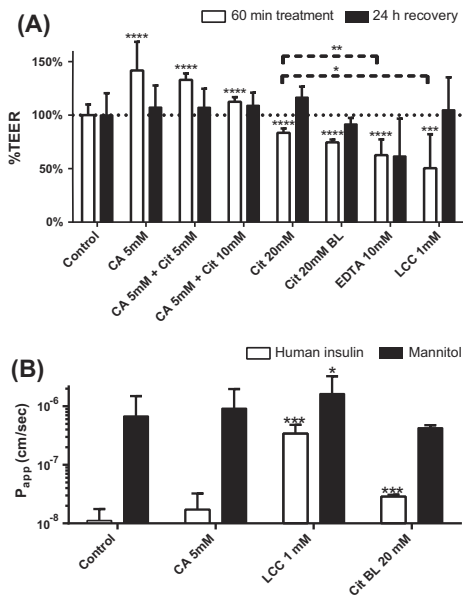 (A)
60 min treatment
24 h recovery
%TEER
150%
100%
50%
0%
****
****
****
****
****
****
***
**
*
Control
CA 5mM
CA 5mM + Cit 5mM
CA 5mM + Cit 10mM
Cit 20mM
Cit 20mM BL
EDTA 10mM
LCC 1mM
(B)
Human insulin
Mannitol
Papp (cm/sec)
10-6
10-7
10-8
***
*
***
Control
CA 5mM
LCC 1 mM
Cit BL 20 mM